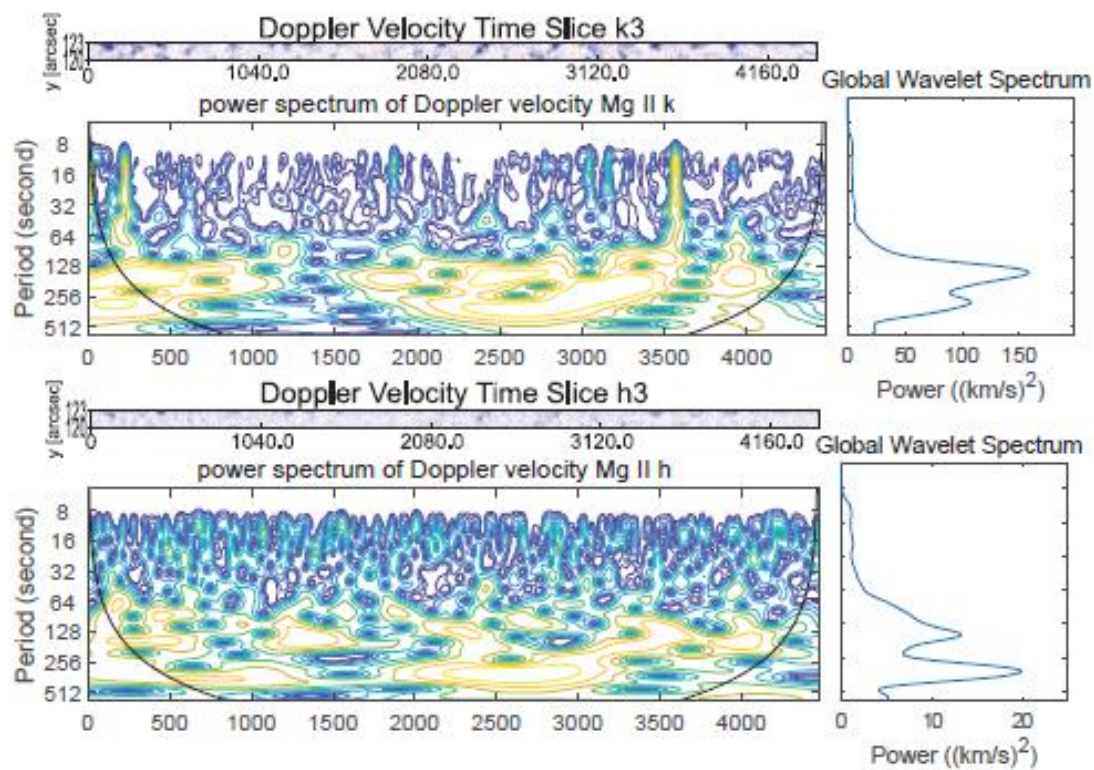 Doppler Velocity Time Slice k3
y [arcsec]
123
120
0 1040.0 2080.0 3120.0 4160.0
Global Wavelet Spectrum
power spectrum of Doppler velocity Mg II k
Period (second)
8
16
32
64
128
256
512
0 500 1000 1500 2000 2500 3000 3500 4000
0 50 100 150
Power ((km/s)²)
Doppler Velocity Time Slice h3
y [arcsec]
123
120
0 1040.0 2080.0 3120.0 4160.0
Global Wavelet Spectrum
power spectrum of Doppler velocity Mg II h
Period (second)
8
16
32
64
128
256
512
0 500 1000 1500 2000 2500 3000 3500 4000
0 10 20
Power ((km/s)²)